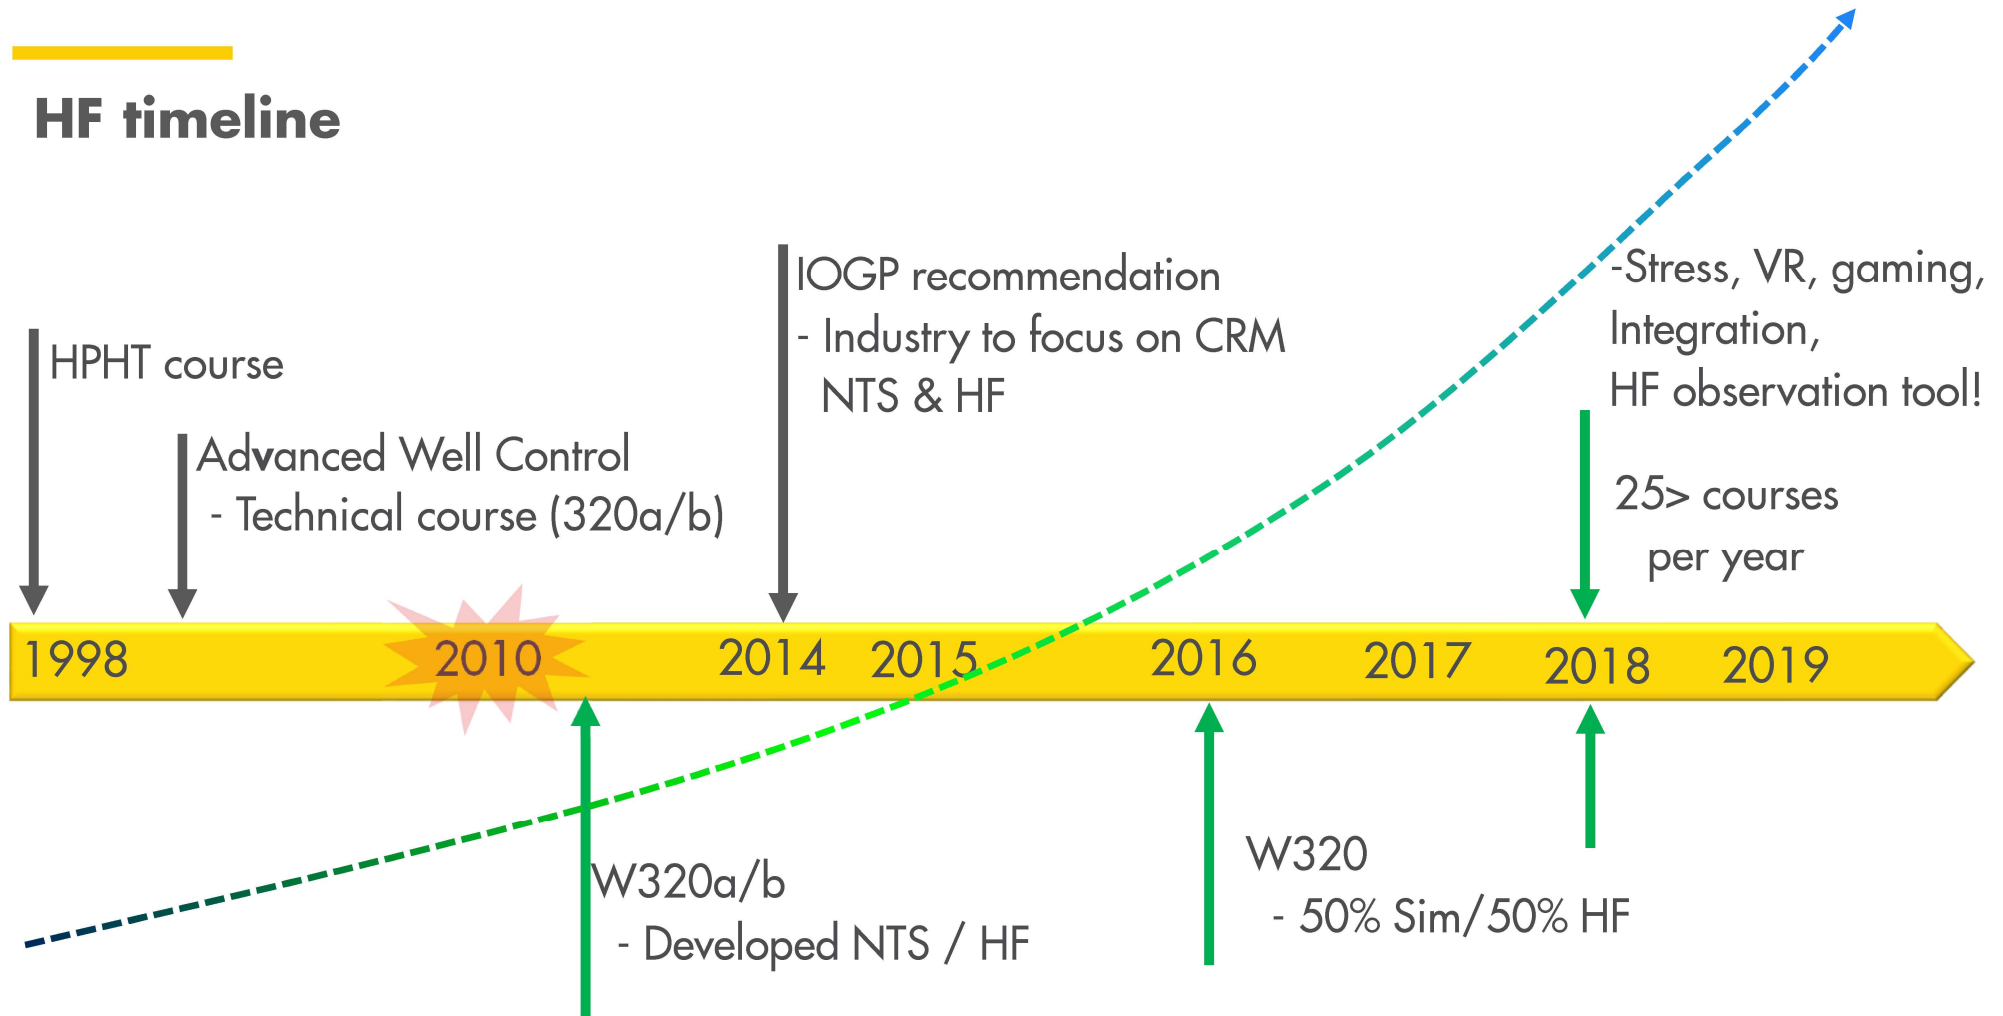 HF timeline
HPHT course
Advanced Well Control
- Technical course (320a/b)
IOGP recommendation
- Industry to focus on CRM
NTS & HF
-Stress, VR, gaming,
Integration,
HF observation tool!
25> courses
per year
1998 2010 2014 2015 2016 2017 2018 2019
W320a/b
- Developed NTS / HF
W320
- 50% Sim/50% HF